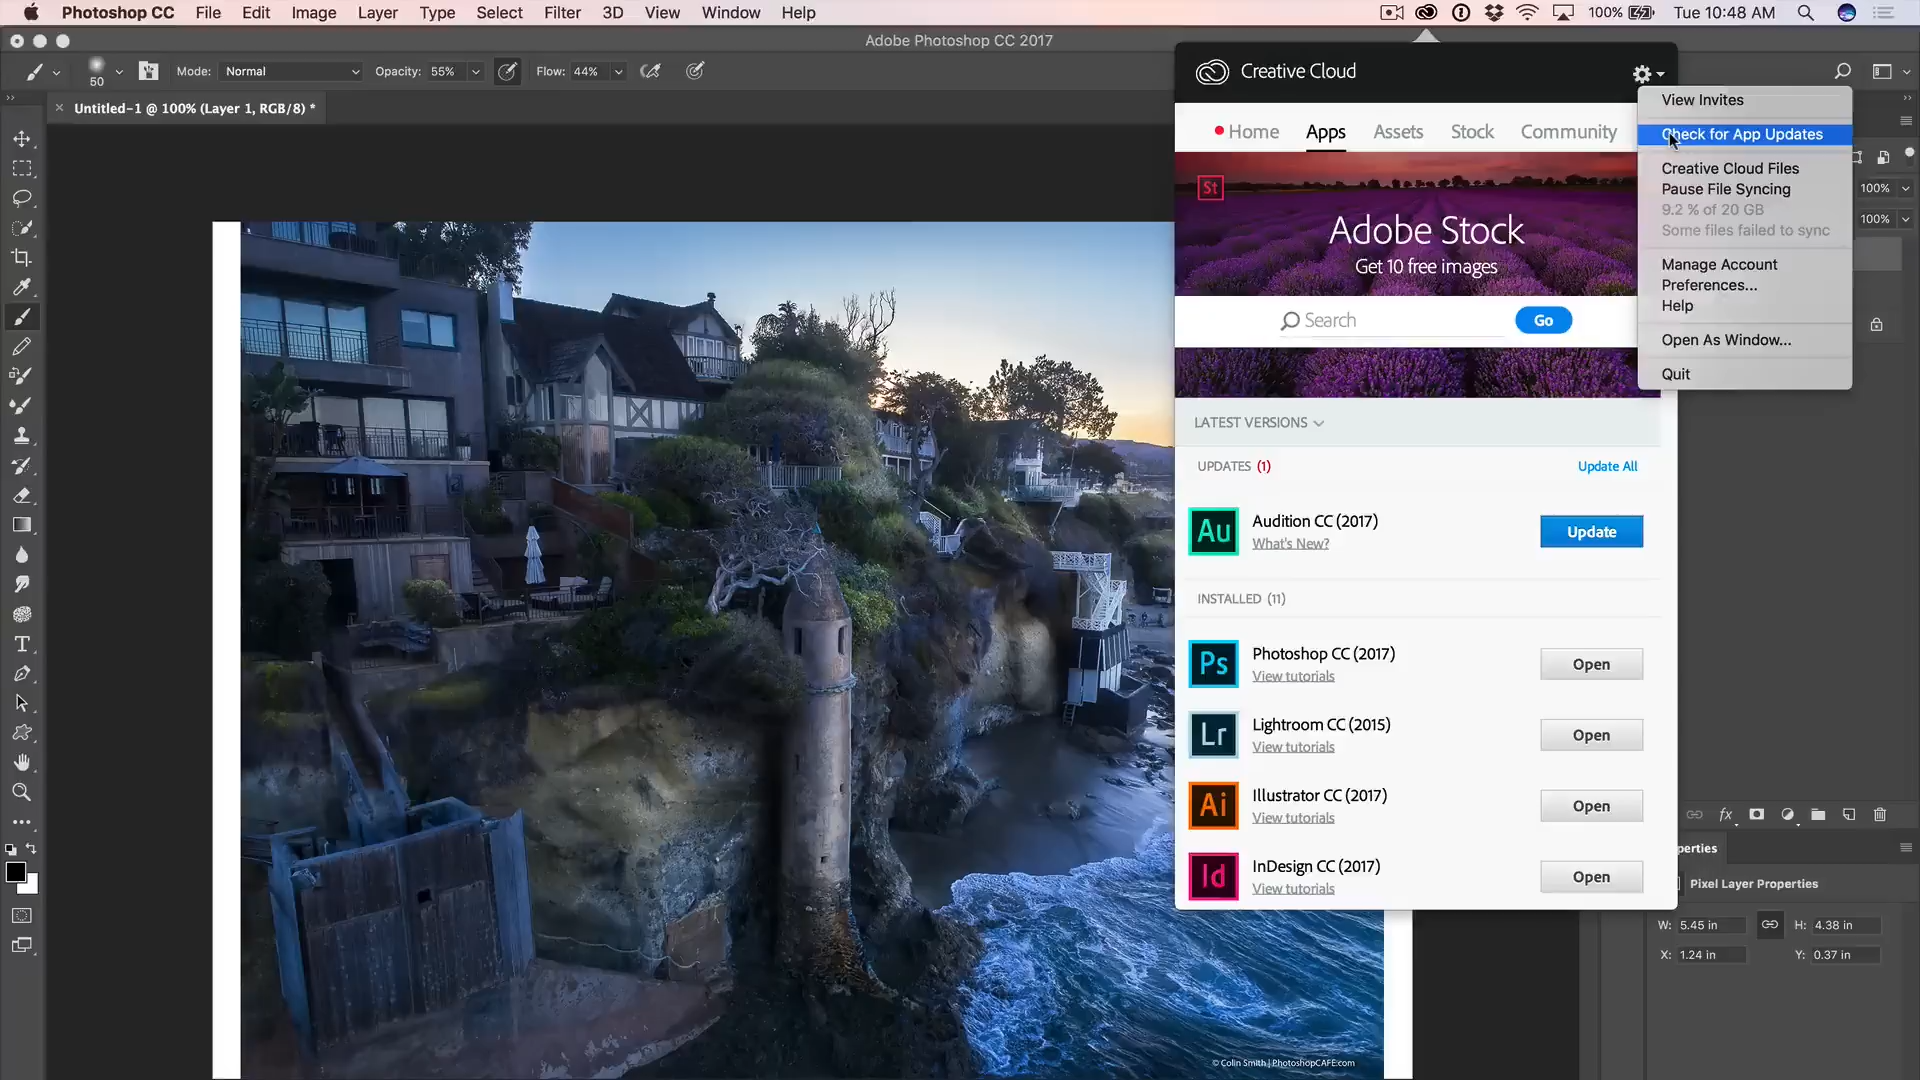 Photoshop CC File Edit Image Layer Type Select Filter 3D View Window Help 100% Tue 10:48 AM
Adobe Photoshop CC 2017
50 Mode: Normal Opacity: 55% Flow: 44%
Untitled-1 @ 100% (Layer 1, RGB/8) *
Creative Cloud
Home Apps Assets Stock Community
St
Adobe Stock
Get 10 free images
Search Go
LATEST VERSIONS
UPDATES (1) Update All
Au Audition CC (2017) Update
What's New?
INSTALLED (11)
Ps Photoshop CC (2017) Open
View tutorials
Lr Lightroom CC (2015) Open
View tutorials
Ai Illustrator CC (2017) Open
View tutorials
Id InDesign CC (2017) Open
View tutorials
View Invites
Check for App Updates
Creative Cloud Files
Pause File Syncing
9.2 % of 20 GB
Some files failed to sync
Manage Account
Preferences...
Help
Open As Window...
Quit
100%
100%
fx
perties
Pixel Layer Properties
W: 5.45 in H: 4.38 in
X: 1.24 in Y: 0.37 in
© Colin Smith | PhotoshopCAFE.com